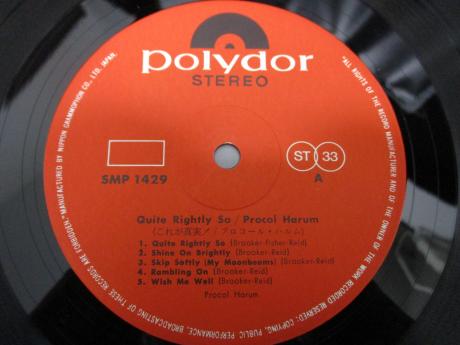 polydor
STEREO
SMP 1429
ST 33
A
Quite Rightly So / Procol Harum
(これが真実! / プロコール・ハルム)
1. Quite Rightly So (Brooker-Fisher-Reid)
2. Shine On Brightly (Brooker-Reid)
3. Skip Softly (My Moonbeams) (Brooker-Reid)
4. Rambling On (Brooker-Reid)
5. Wish Me Well (Brooker-Reid)
Procol Harum
"ALL RIGHTS OF THE RECORD MANUFACTURER AND OF THE OWNER OF THE WORK RECORDED RESERVED. COPYING, PUBLIC PERFORMANCE, BROADCASTING OF THESE RECORDS ARE FORBIDDEN" MANUFACTURED BY NIPPON GRAMMOPHON CO., LTD. JAPAN.